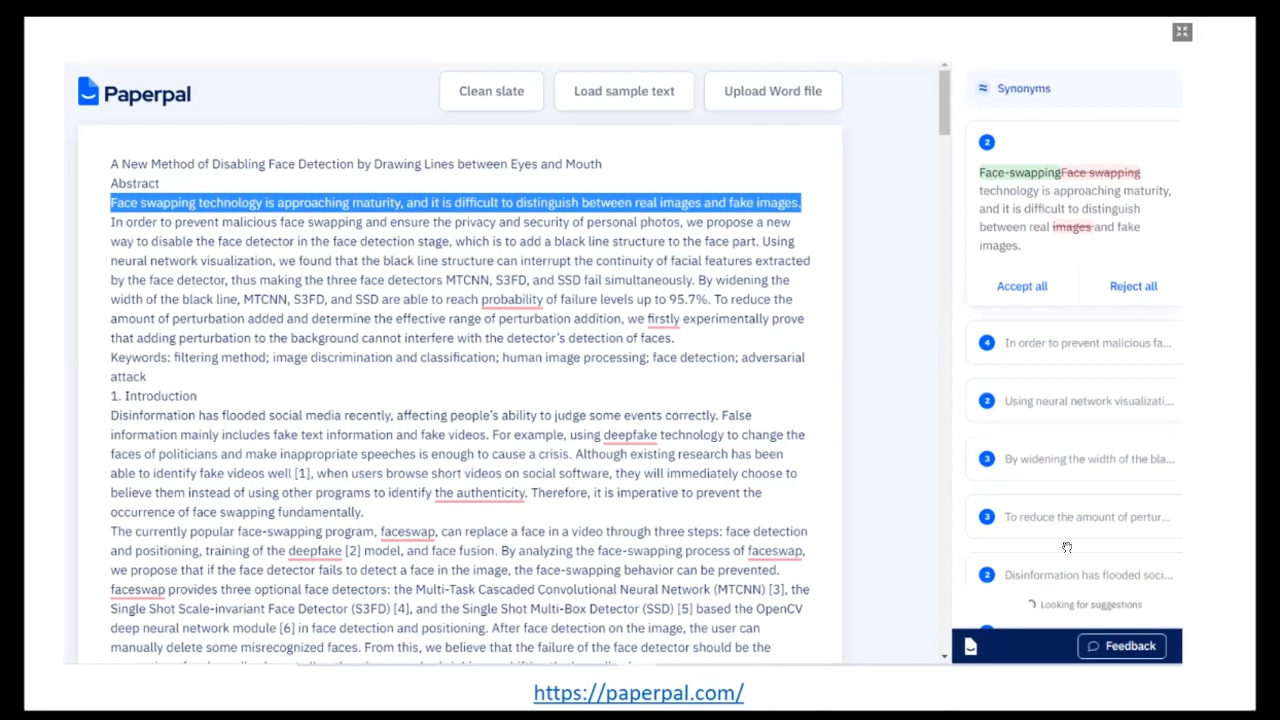 Paperpal
Clean slate
Load sample text
Upload Word file
A New Method of Disabling Face Detection by Drawing Lines between Eyes and Mouth
Abstract
Face swapping technology is approaching maturity, and it is difficult to distinguish between real images and fake images.
In order to prevent malicious face swapping and ensure the privacy and security of personal photos, we propose a new
way to disable the face detector in the face detection stage, which is to add a black line structure to the face part. Using
neural network visualization, we found that the black line structure can interrupt the continuity of facial features extracted
by the face detector, thus making the three face detectors MTCNN, S3FD, and SSD fail simultaneously. By widening the
width of the black line, MTCNN, S3FD, and SSD are able to reach probability of failure levels up to 95.7%. To reduce the
amount of perturbation added and determine the effective range of perturbation addition, we firstly experimentally prove
that adding perturbation to the background cannot interfere with the detector's detection of faces.
Keywords: filtering method; image discrimination and classification; human image processing; face detection; adversarial
attack
1. Introduction
Disinformation has flooded social media recently, affecting people's ability to judge some events correctly. False
information mainly includes fake text information and fake videos. For example, using deepfake technology to change the
faces of politicians and make inappropriate speeches is enough to cause a crisis. Although existing research has been
able to identify fake videos well [1], when users browse short videos on social software, they will immediately choose to
believe them instead of using other programs to identify the authenticity. Therefore, it is imperative to prevent the
occurrence of face swapping fundamentally.
The currently popular face-swapping program, faceswap, can replace a face in a video through three steps: face detection
and positioning, training of the deepfake [2] model, and face fusion. By analyzing the face-swapping process of faceswap,
we propose that if the face detector fails to detect a face in the image, the face-swapping behavior can be prevented.
faceswap provides three optional face detectors: the Multi-Task Cascaded Convolutional Neural Network (MTCNN) [3], the
Single Shot Scale-invariant Face Detector (S3FD) [4], and the Single Shot Multi-Box Detector (SSD) [5] based the OpenCV
deep neural network module [6] in face detection and positioning. After face detection on the image, the user can
manually delete some misrecognized faces. From this, we believe that the failure of the face detector should be the
Synonyms
2
Face-swappingFace swapping
technology is approaching maturity,
and it is difficult to distinguish
between real images and fake
images.
Accept all
Reject all
4 In order to prevent malicious fa...
2 Using neural network visualizati...
3 By widening the width of the bla...
3 To reduce the amount of pertur...
2 Disinformation has flooded soci...
Looking for suggestions
Feedback
https://paperpal.com/